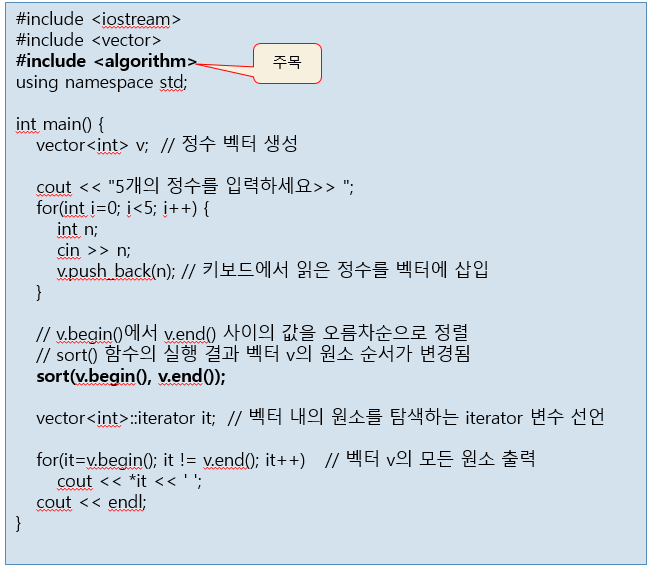 #include <iostream>
#include <vector>
#include <algorithm>
주목
using namespace std;
int main() {
vector<int> v; // 정수 벡터 생성
cout << "5개의 정수를 입력하세요>> ";
for(int i=0; i<5; i++) {
int n;
cin >> n;
v.push_back(n); // 키보드에서 읽은 정수를 벡터에 삽입
}
// v.begin()에서 v.end() 사이의 값을 오름차순으로 정렬
// sort() 함수의 실행 결과 벡터 v의 원소 순서가 변경됨
sort(v.begin(), v.end());
vector<int>::iterator it; // 벡터 내의 원소를 탐색하는 iterator 변수 선언
for(it=v.begin(); it != v.end(); it++) // 벡터 v의 모든 원소 출력
cout << *it << ' ';
cout << endl;
}